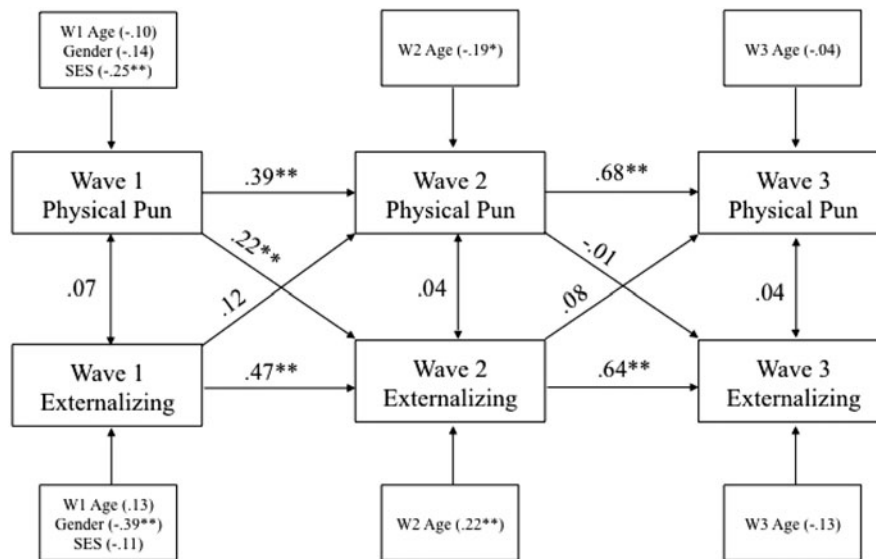 W1 Age (-.10)
Gender (-.14)
SES (-.25**)
W2 Age (-.19*)
W3 Age (-.04)
Wave 1
Physical Pun
.39**
Wave 2
Physical Pun
.68**
Wave 3
Physical Pun
.22**
-.01
.07
.12
.04
.08
.04
Wave 1
Externalizing
.47**
Wave 2
Externalizing
.64**
Wave 3
Externalizing
W1 Age (.13)
Gender (-.39**)
SES (-.11)
W2 Age (.22**)
W3 Age (-.13)